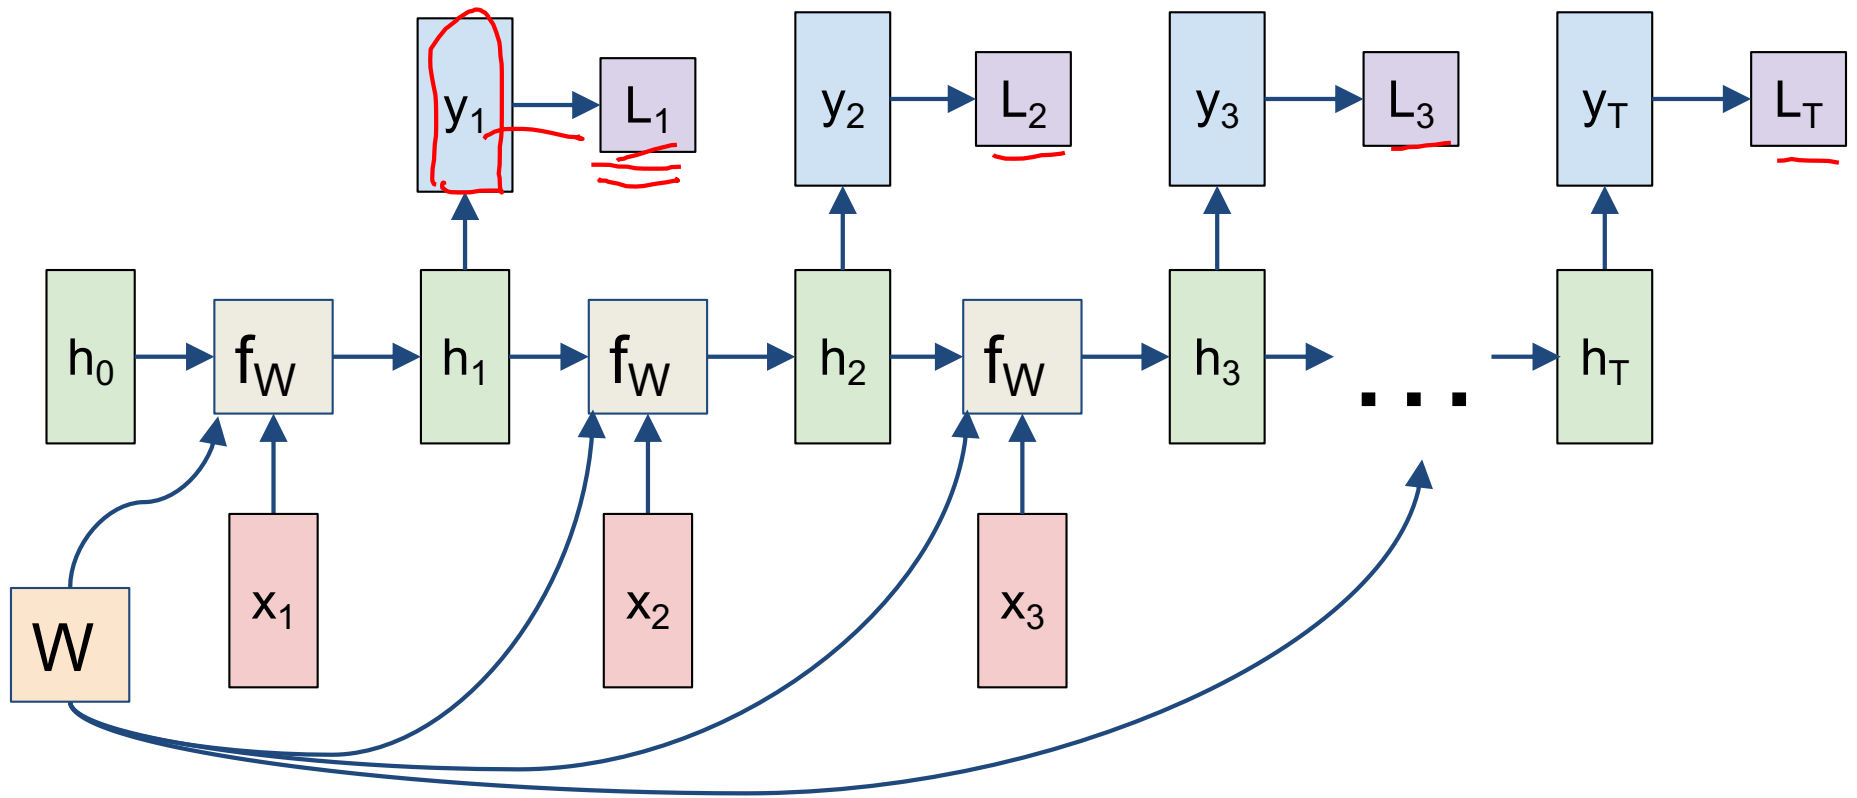 y1 L1 y2 L2 y3 L3 yT LT
h0 fW h1 fW h2 fW h3 ... hT
W x1 x2 x3